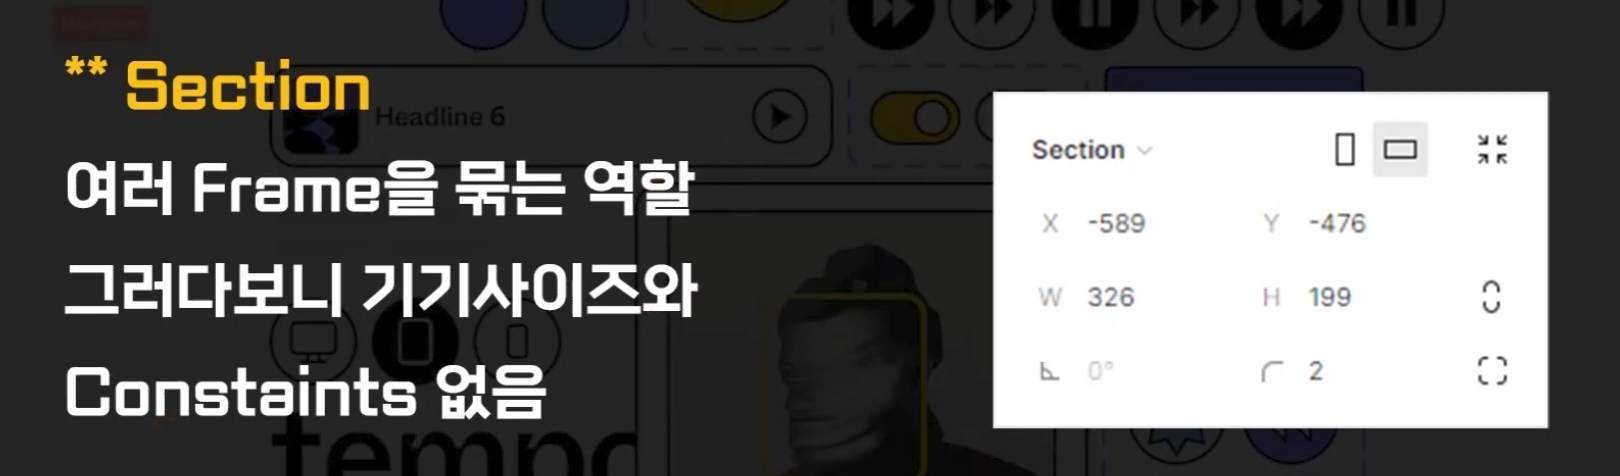 ** Section
여러 Frame을 묶는 역할
그러다보니 기기사이즈와
Constaints 없음
Headline 6
tempo
Section
X -589 Y -476
W 326 H 199
0° 2